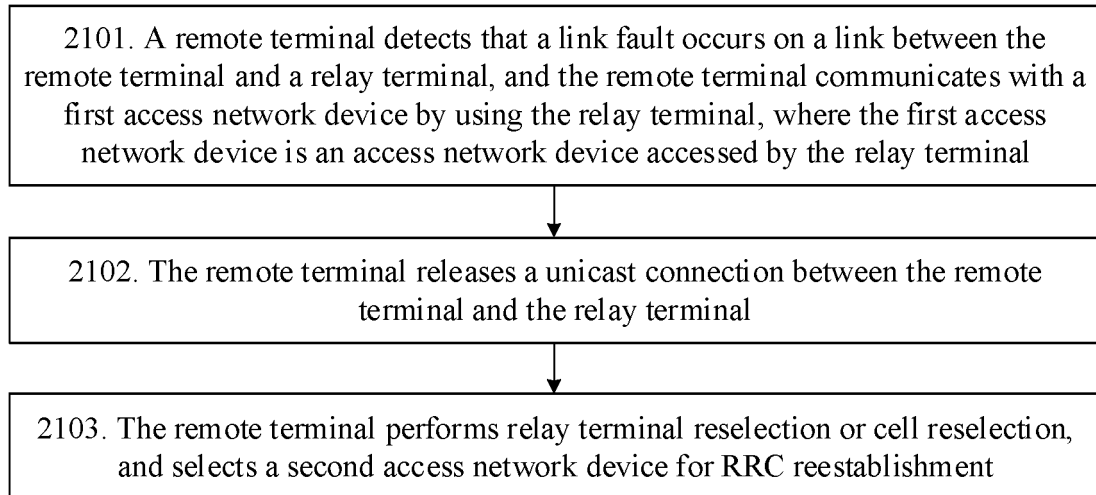 2101. A remote terminal detects that a link fault occurs on a link between the
remote terminal and a relay terminal, and the remote terminal communicates with a
first access network device by using the relay terminal, where the first access
network device is an access network device accessed by the relay terminal
2102. The remote terminal releases a unicast connection between the remote
terminal and the relay terminal
2103. The remote terminal performs relay terminal reselection or cell reselection,
and selects a second access network device for RRC reestablishment